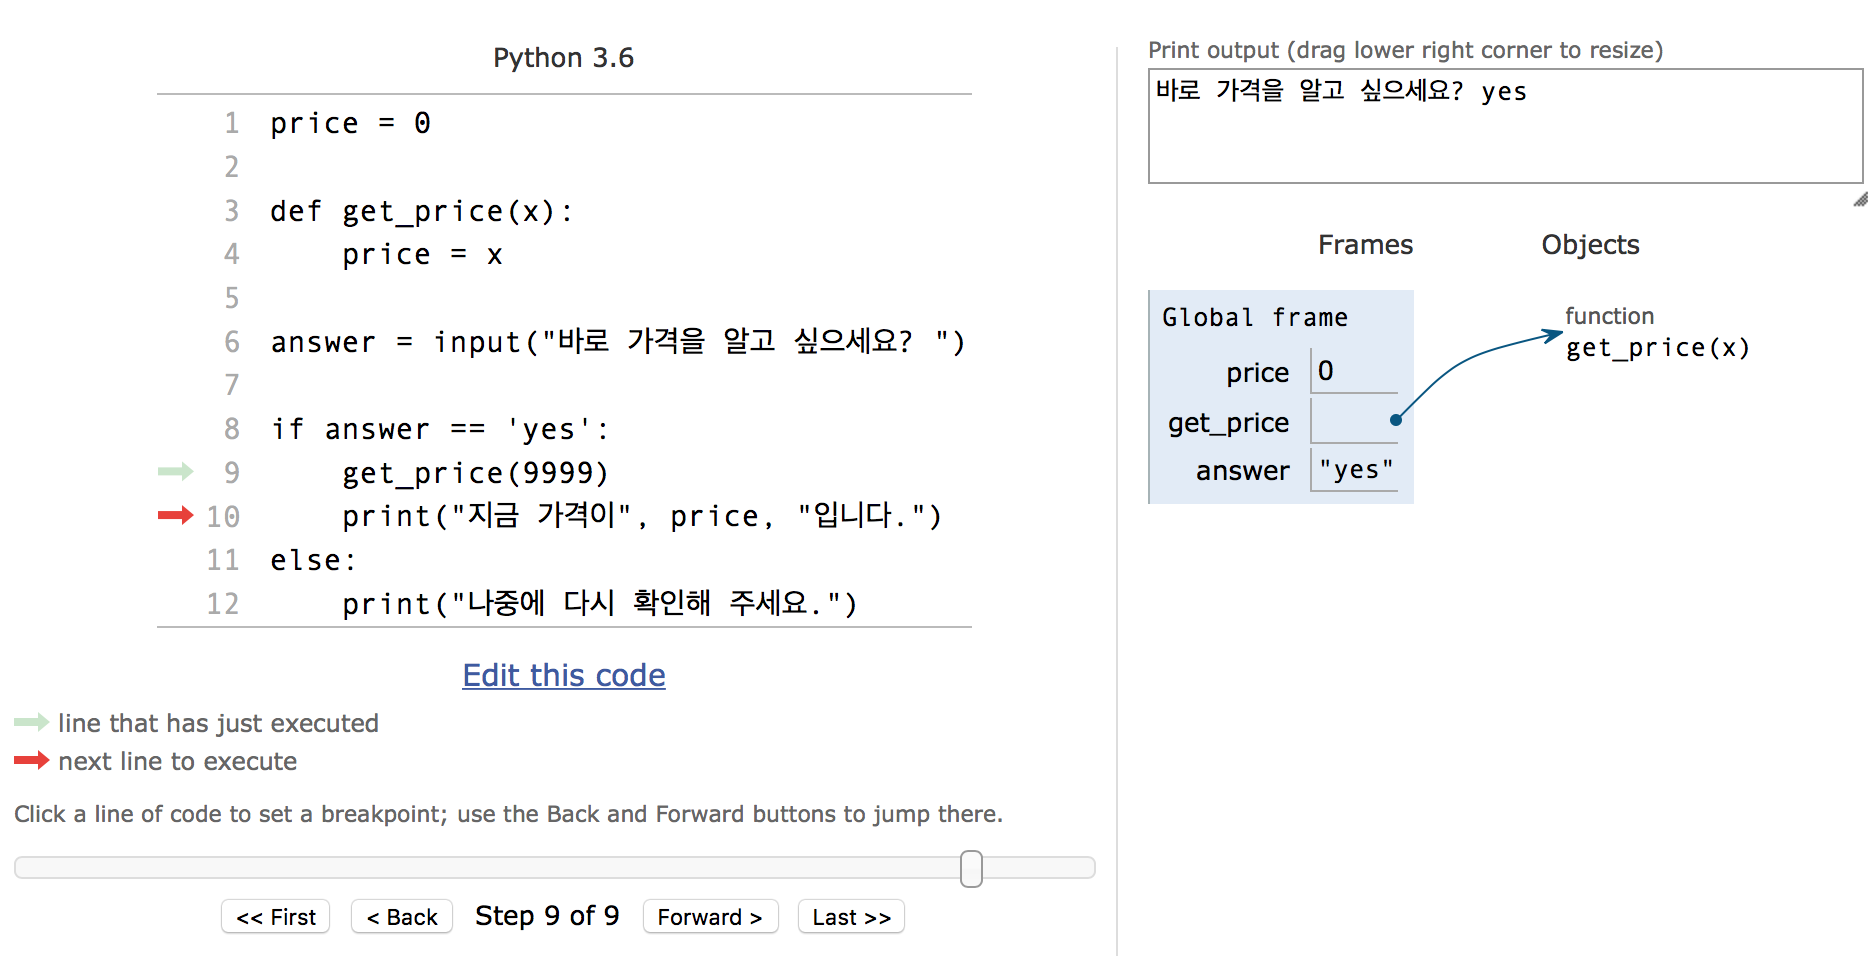 Python 3.6
1 price = 0
2
3 def get_price(x):
4     price = x
5
6 answer = input("바로 가격을 알고 싶으세요? ")
7
8 if answer == 'yes':
9     get_price(9999)
10     print("지금 가격이", price, "입니다.")
11 else:
12     print("나중에 다시 확인해 주세요.")
Edit this code
line that has just executed
next line to execute
Click a line of code to set a breakpoint; use the Back and Forward buttons to jump there.
<< First < Back Step 9 of 9 Forward > Last >>
Print output (drag lower right corner to resize)
바로 가격을 알고 싶으세요? yes
Frames Objects
Global frame
price 0
get_price
answer "yes"
function
get_price(x)